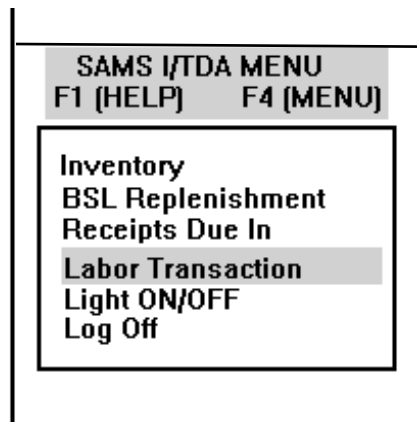 SAMS I/TDA MENU
F1 (HELP) F4 (MENU)
Inventory
BSL Replenishment
Receipts Due In
Labor Transaction
Light ON/OFF
Log Off